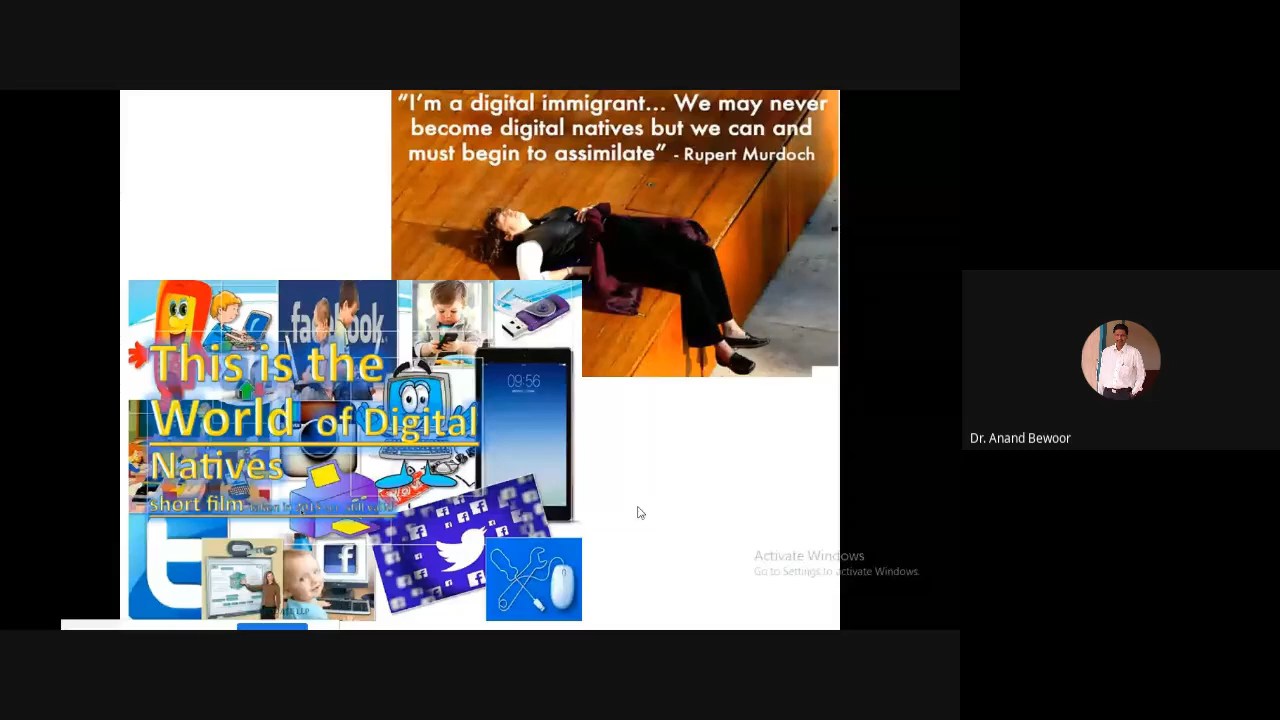 “I’m a digital immigrant... We may never
become digital natives but we can and
must begin to assimilate” - Rupert Murdoch
facebook
09:56
This is the
World of Digital
Natives
short film
Activate Windows
Go to Settings to activate Windows.
Dr. Anand Bewoor